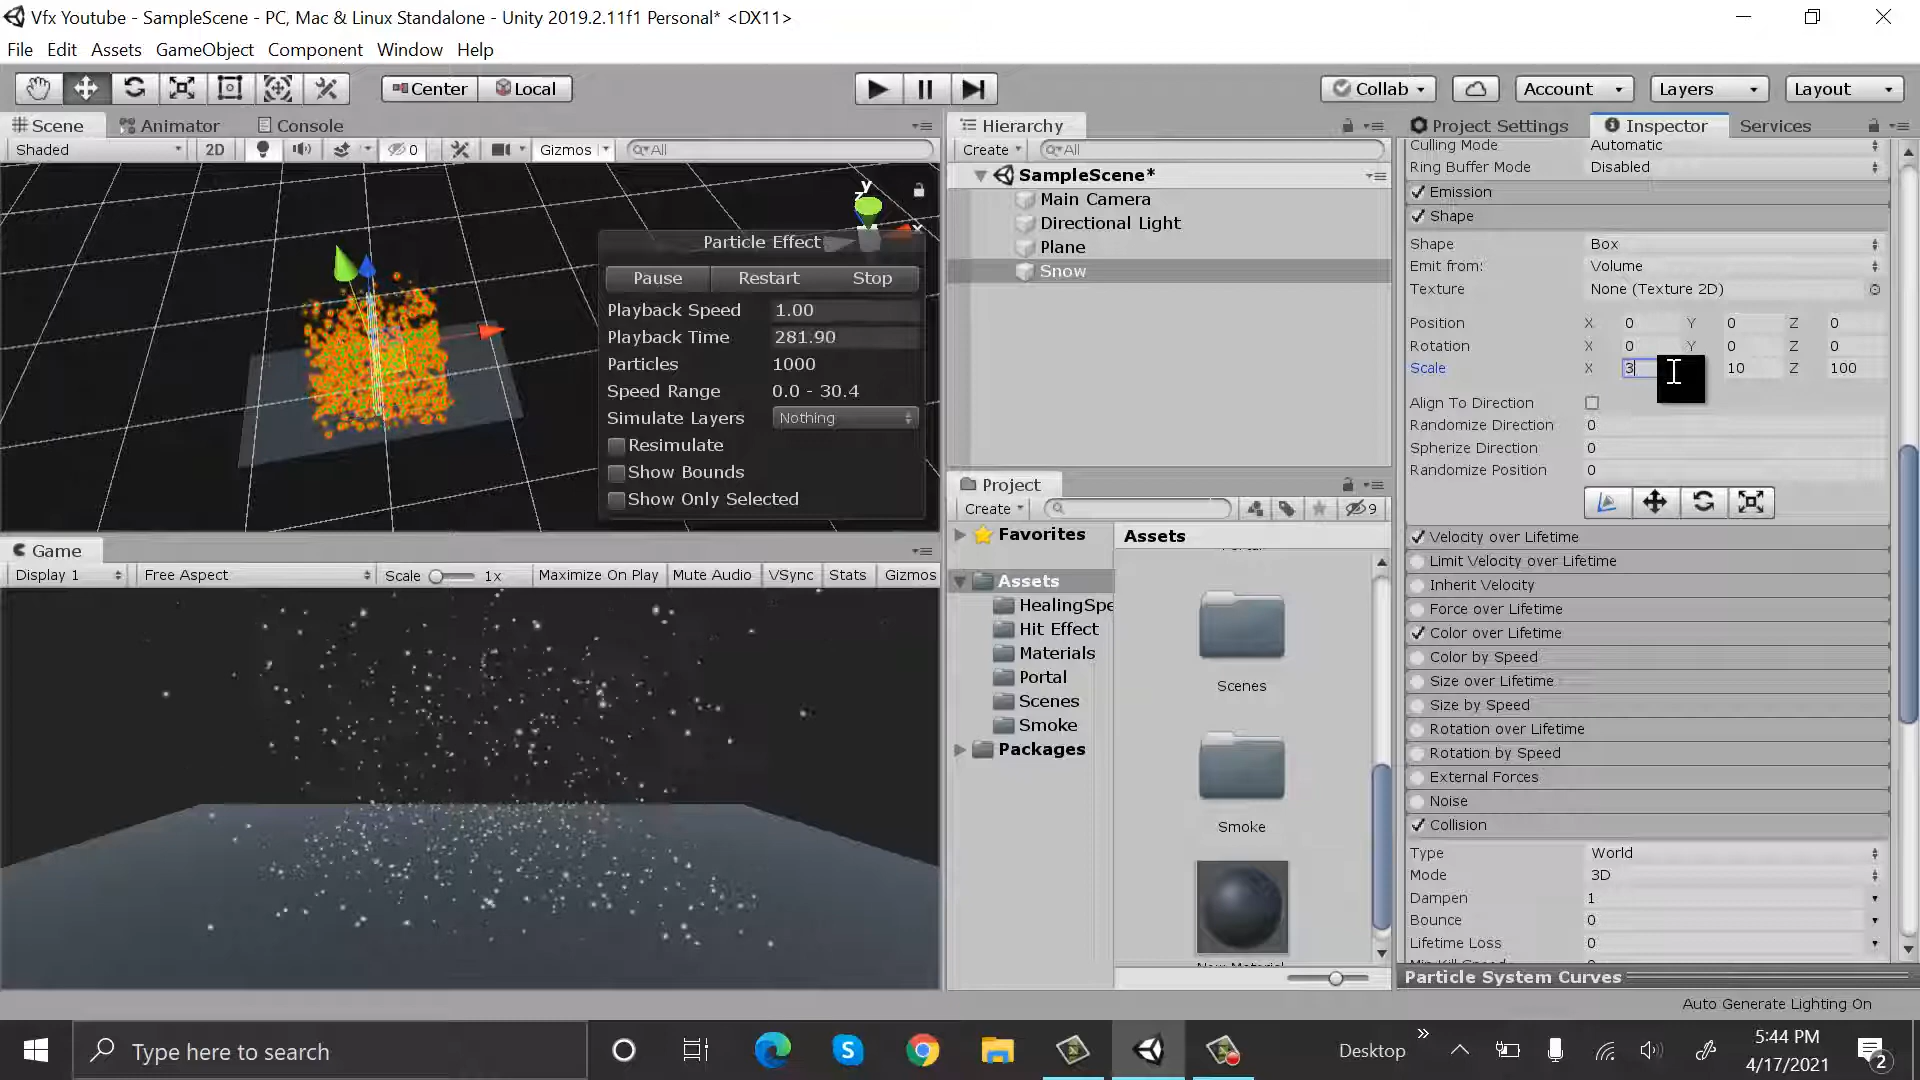 Vfx Youtube - SampleScene - PC, Mac & Linux Standalone - Unity 2019.2.11f1 Personal* <DX11>
File Edit Assets GameObject Component Window Help
Center Local Collab Account Layers Layout
Scene Animator Console
Shaded 2D 0 Gizmos All
y
x
Particle Effect
Pause Restart Stop
Playback Speed 1.00
Playback Time 281.90
Particles 1000
Speed Range 0.0 - 30.4
Simulate Layers Nothing
Resimulate
Show Bounds
Show Only Selected
Game
Display 1 Free Aspect Scale 1x Maximize On Play Mute Audio VSync Stats Gizmos
Hierarchy
Create All
SampleScene*
Main Camera
Directional Light
Plane
Snow
Project
Create 9
Favorites
Assets
HealingSpe
Hit Effect
Materials
Portal
Scenes
Smoke
Packages
Assets
Scenes
Smoke
New Material
Project Settings Inspector Services
Culling Mode Automatic
Ring Buffer Mode Disabled
Emission
Shape
Shape Box
Emit from: Volume
Texture None (Texture 2D)
Position X 0 Y 0 Z 0
Rotation X 0 Y 0 Z 0
Scale X 3 10 Z 100
Align To Direction
Randomize Direction 0
Spherize Direction 0
Randomize Position 0
Velocity over Lifetime
Limit Velocity over Lifetime
Inherit Velocity
Force over Lifetime
Color over Lifetime
Color by Speed
Size over Lifetime
Size by Speed
Rotation over Lifetime
Rotation by Speed
External Forces
Noise
Collision
Type World
Mode 3D
Dampen 1
Bounce 0
Lifetime Loss 0
Particle System Curves
Auto Generate Lighting On
Type here to search
Desktop
5:44 PM
4/17/2021
2